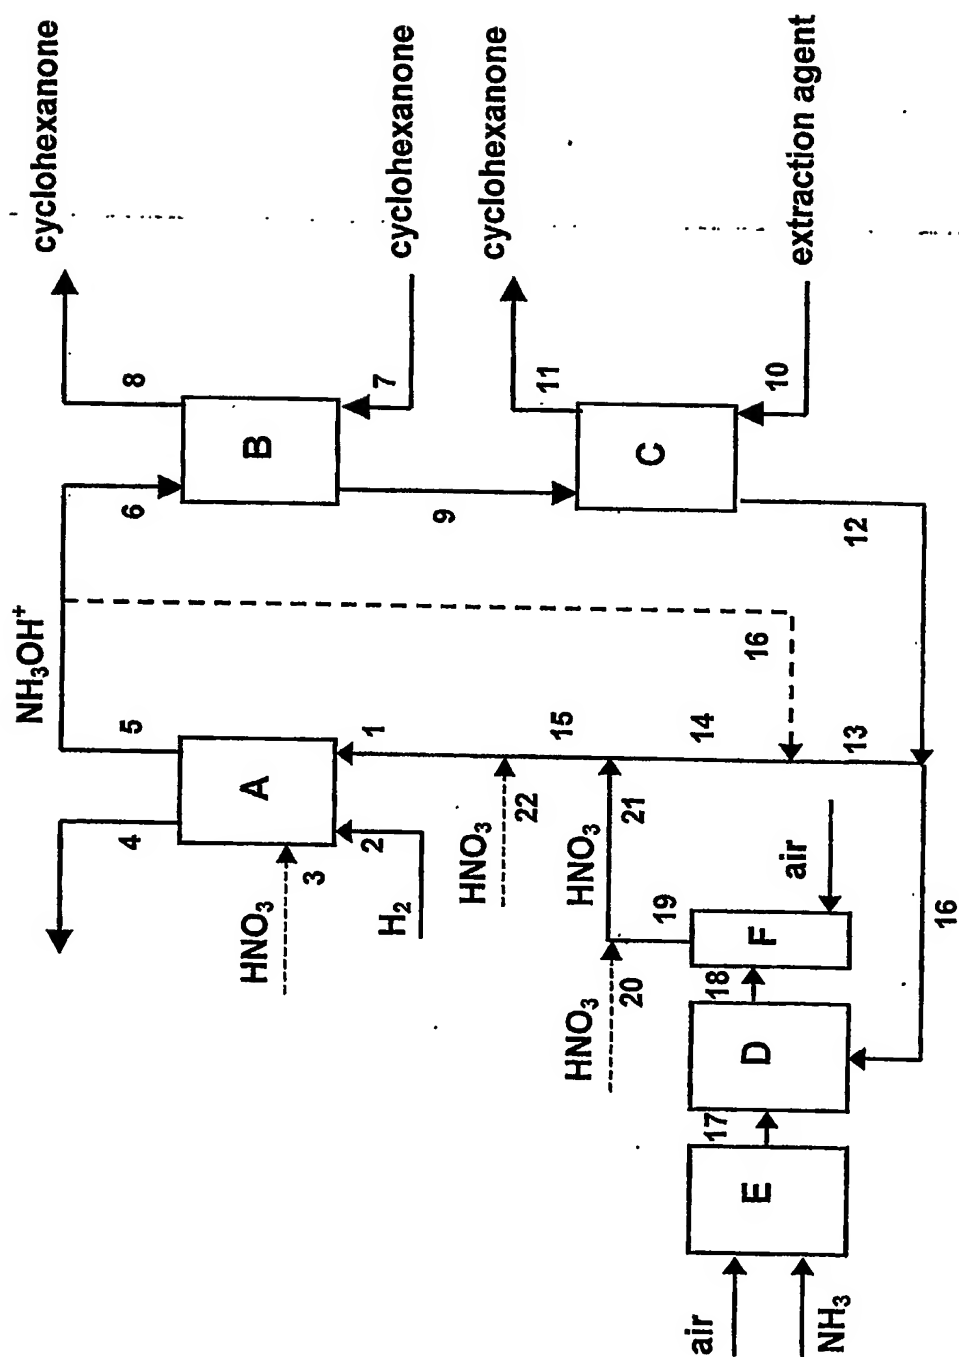 NH₃OH⁺
cyclohexanone
4
5
6
8
HNO₃
A
B
3
2
1
7
H₂
cyclohexanone
9
HNO₃
cyclohexanone
22
15
11
HNO₃
HNO₃
20
21
C
19
air
14
17
18
E
D
F
16
10
air
extraction agent
NH₃
13
12
16